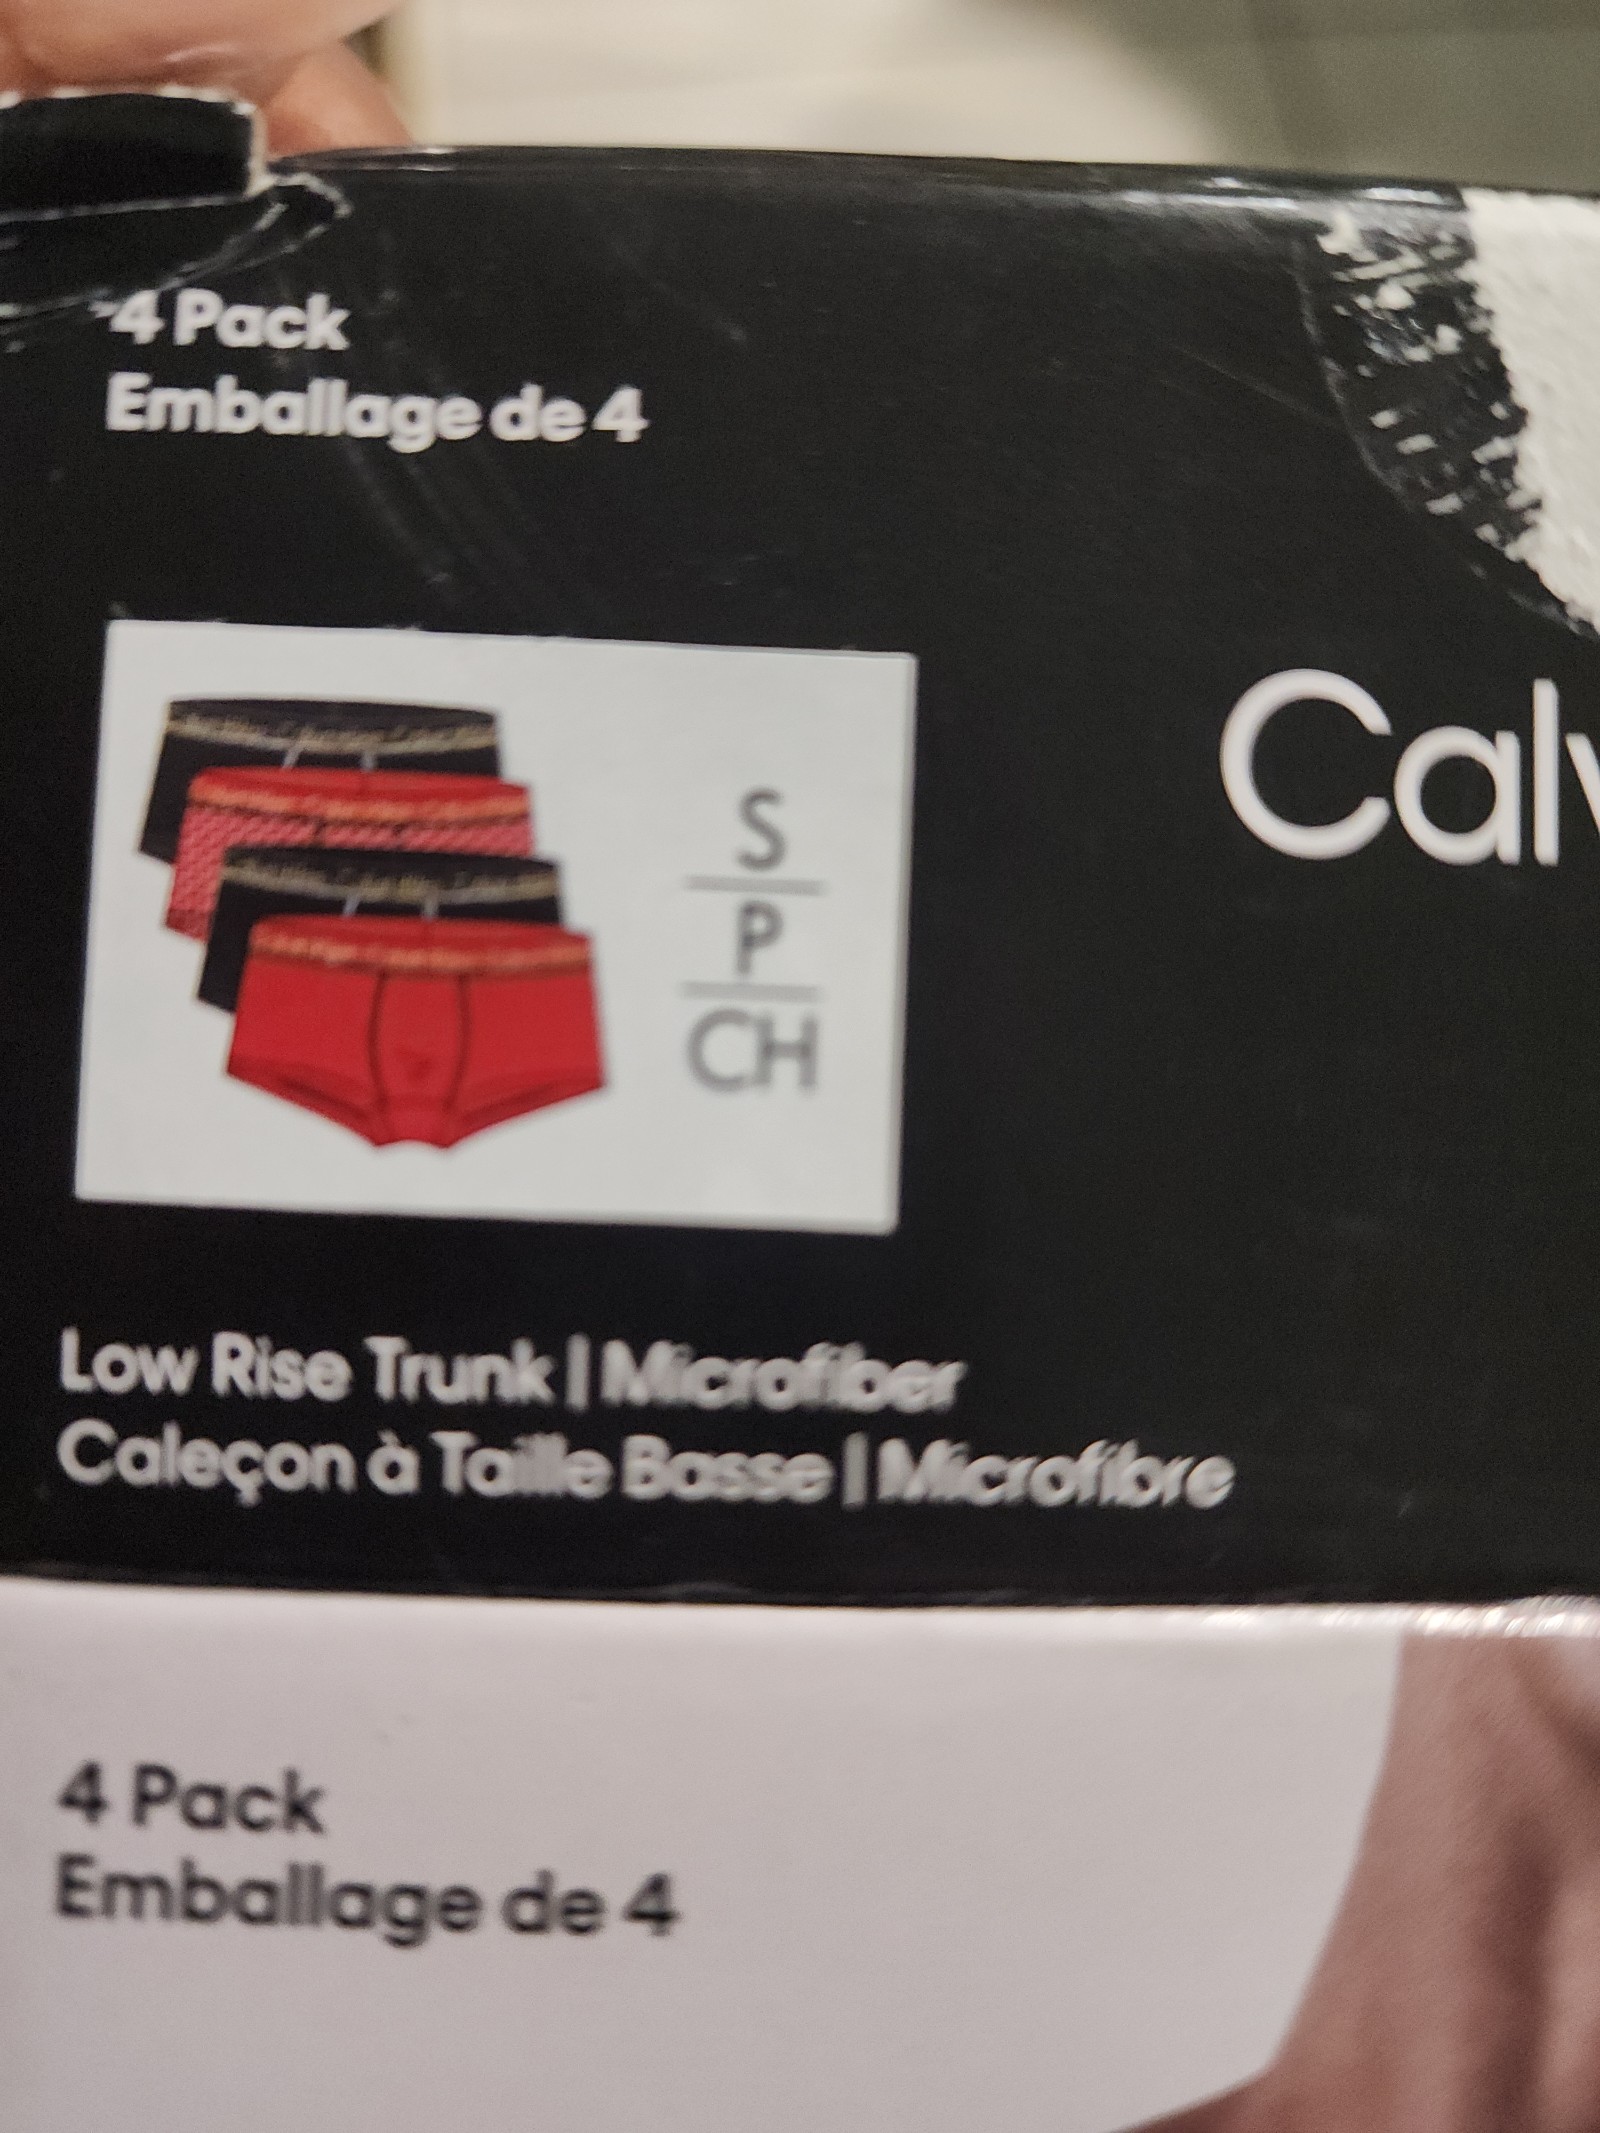 4 Pack
Emballage de 4
S
P
CH
Calv
Low Rise Trunk | Microfiber
Caleçon à Taille Basse | Microfibre
4 Pack
Emballage de 4